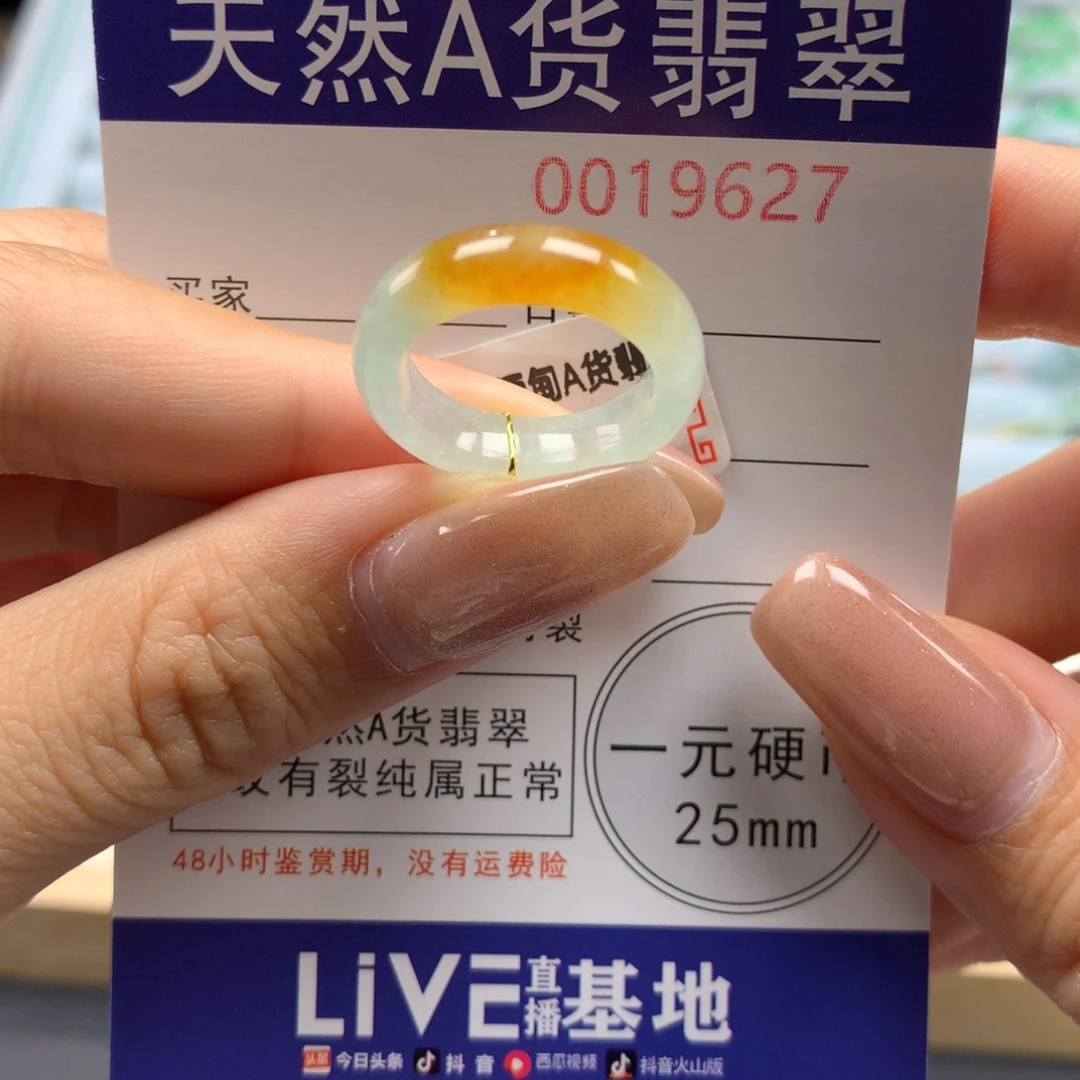 天然A货翡翠
0019627
买家
甸A货翡
裂
然A货翡翠
有裂纯属正常
一元硬
25mm
48小时鉴赏期，没有运费险
LiVE直播基地
头条 今日头条 抖音 西瓜视频 抖音火山版